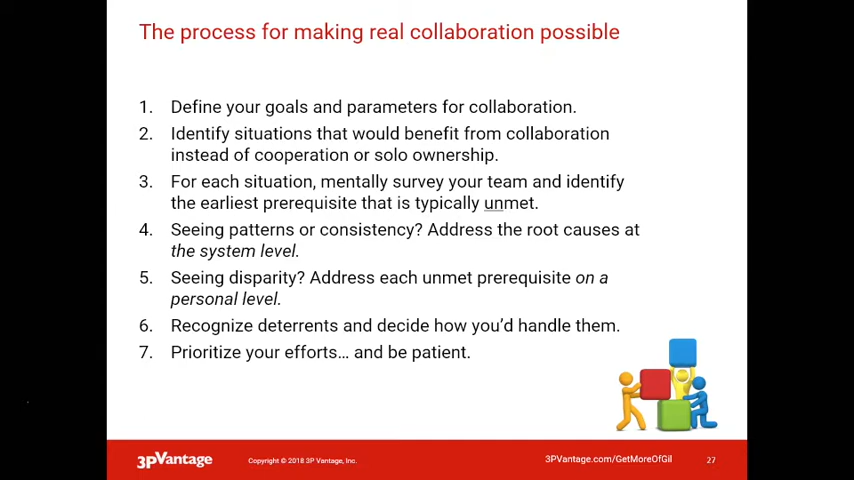 The process for making real collaboration possible
1. Define your goals and parameters for collaboration.
2. Identify situations that would benefit from collaboration
instead of cooperation or solo ownership.
3. For each situation, mentally survey your team and identify
the earliest prerequisite that is typically unmet.
4. Seeing patterns or consistency? Address the root causes at
the system level.
5. Seeing disparity? Address each unmet prerequisite on a
personal level.
6. Recognize deterrents and decide how you’d handle them.
7. Prioritize your efforts… and be patient.
3PVantage
Copyright © 2018 3P Vantage, Inc.
3PVantage.com/GetMoreOfGil
27